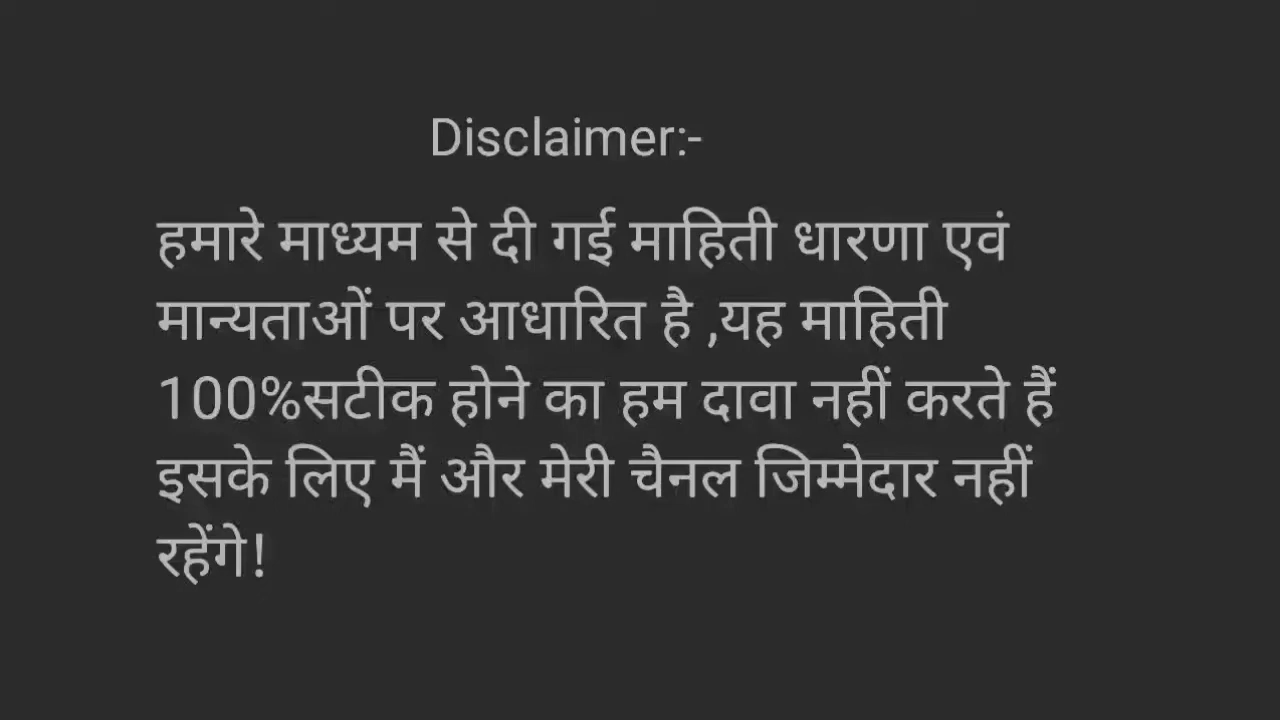 Disclaimer:-
हमारे माध्यम से दी गई माहिती धारणा एवं
मान्यताओं पर आधारित है ,यह माहिती
100%सटीक होने का हम दावा नहीं करते हैं
इसके लिए मैं और मेरी चैनल जिम्मेदार नहीं
रहेंगे!